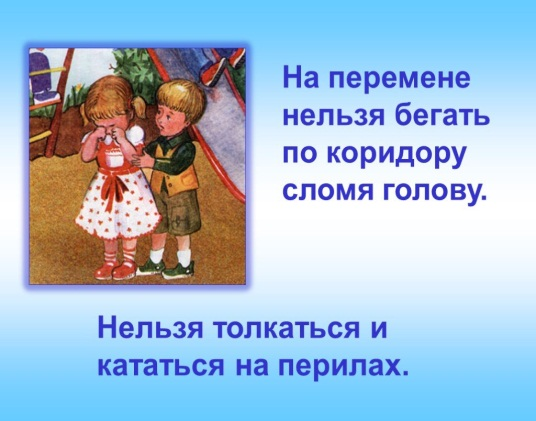 На перемене
нельзя бегать
по коридору
сломя голову.
Нельзя толкаться и
кататься на перилах.